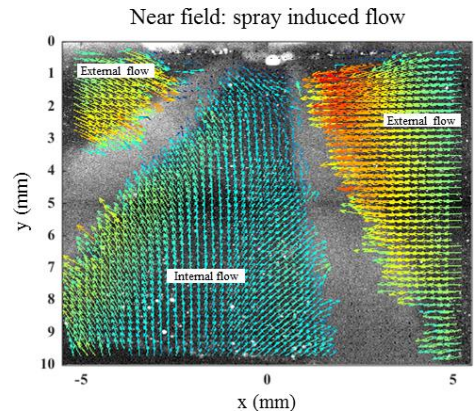 Near field: spray induced flow
0
1
2
3
4
5
6
7
8
9
10
y (mm)
External flow
External flow
Internal flow
-5
0
5
x (mm)